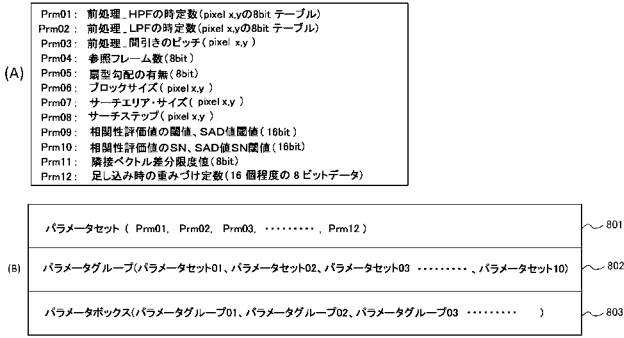 (A)
Prm01: 前処理_HPFの時定数(pixel x,yの8bit テーブル)
Prm02: 前処理_LPFの時定数(pixel x,yの8bit テーブル)
Prm03: 前処理_間引きのピッチ(pixel x,y)
Prm04: 参照フレーム数(8bit)
Prm05: 扇型勾配の有無(8bit)
Prm06: ブロックサイズ(pixel x,y)
Prm07: サーチエリア・サイズ(pixel x,y)
Prm08: サーチステップ(pixel x,y)
Prm09: 相関性評価値の閾値、SAD値閾値(16bit)
Prm10: 相関性評価値のSN、SAD値SN閾値(16bit)
Prm11: 隣接ベクトル差分限度値(8bit)
Prm12: 足し込み時の重みづけ定数(16 個程度の 8 ビットデータ)
(B)
パラメータセット ( Prm01, Prm02, Prm03, ‥‥‥‥‥, Prm12 ) 801
パラメータグループ(パラメータセット01、パラメータセット02、パラメータセット03 ‥‥‥‥‥ 、パラメータセット10) 802
パラメータボックス(パラメータグループ01、パラメータグループ02、パラメータグループ03 ‥‥‥‥‥ ) 803